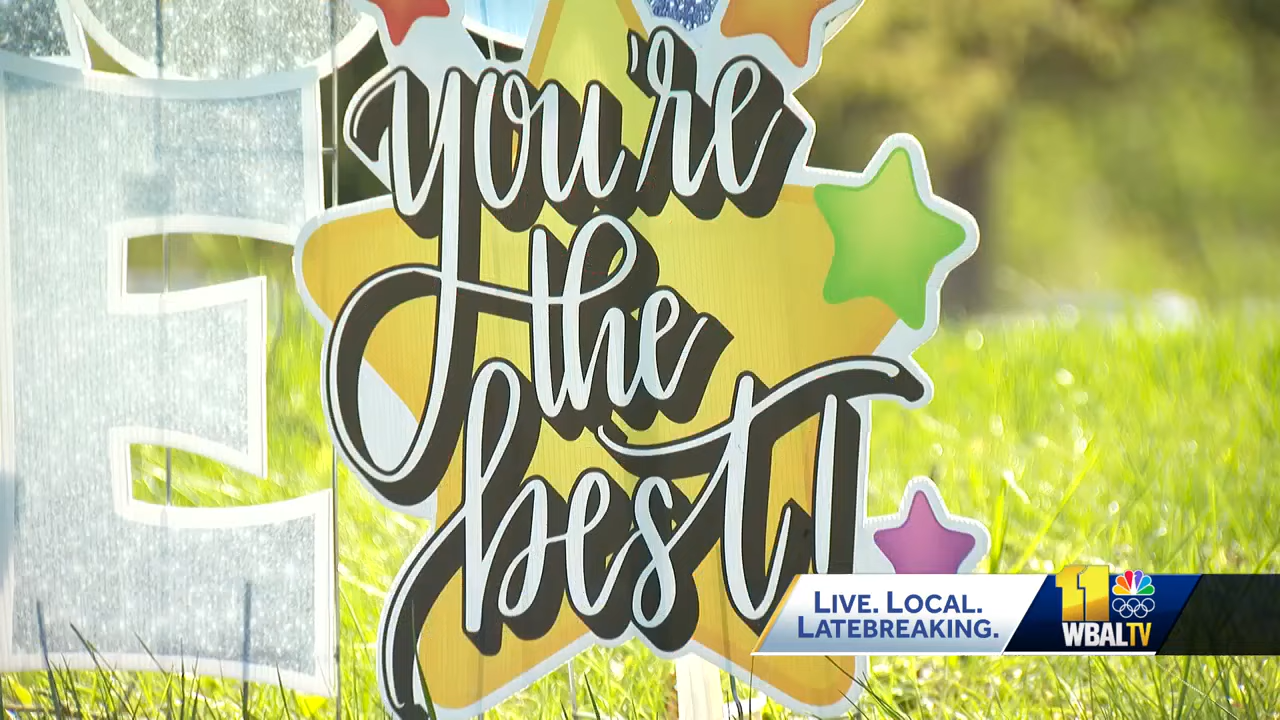 you're
the
best!
E
LIVE. LOCAL.
LATEBREAKING.
11
WBALTV